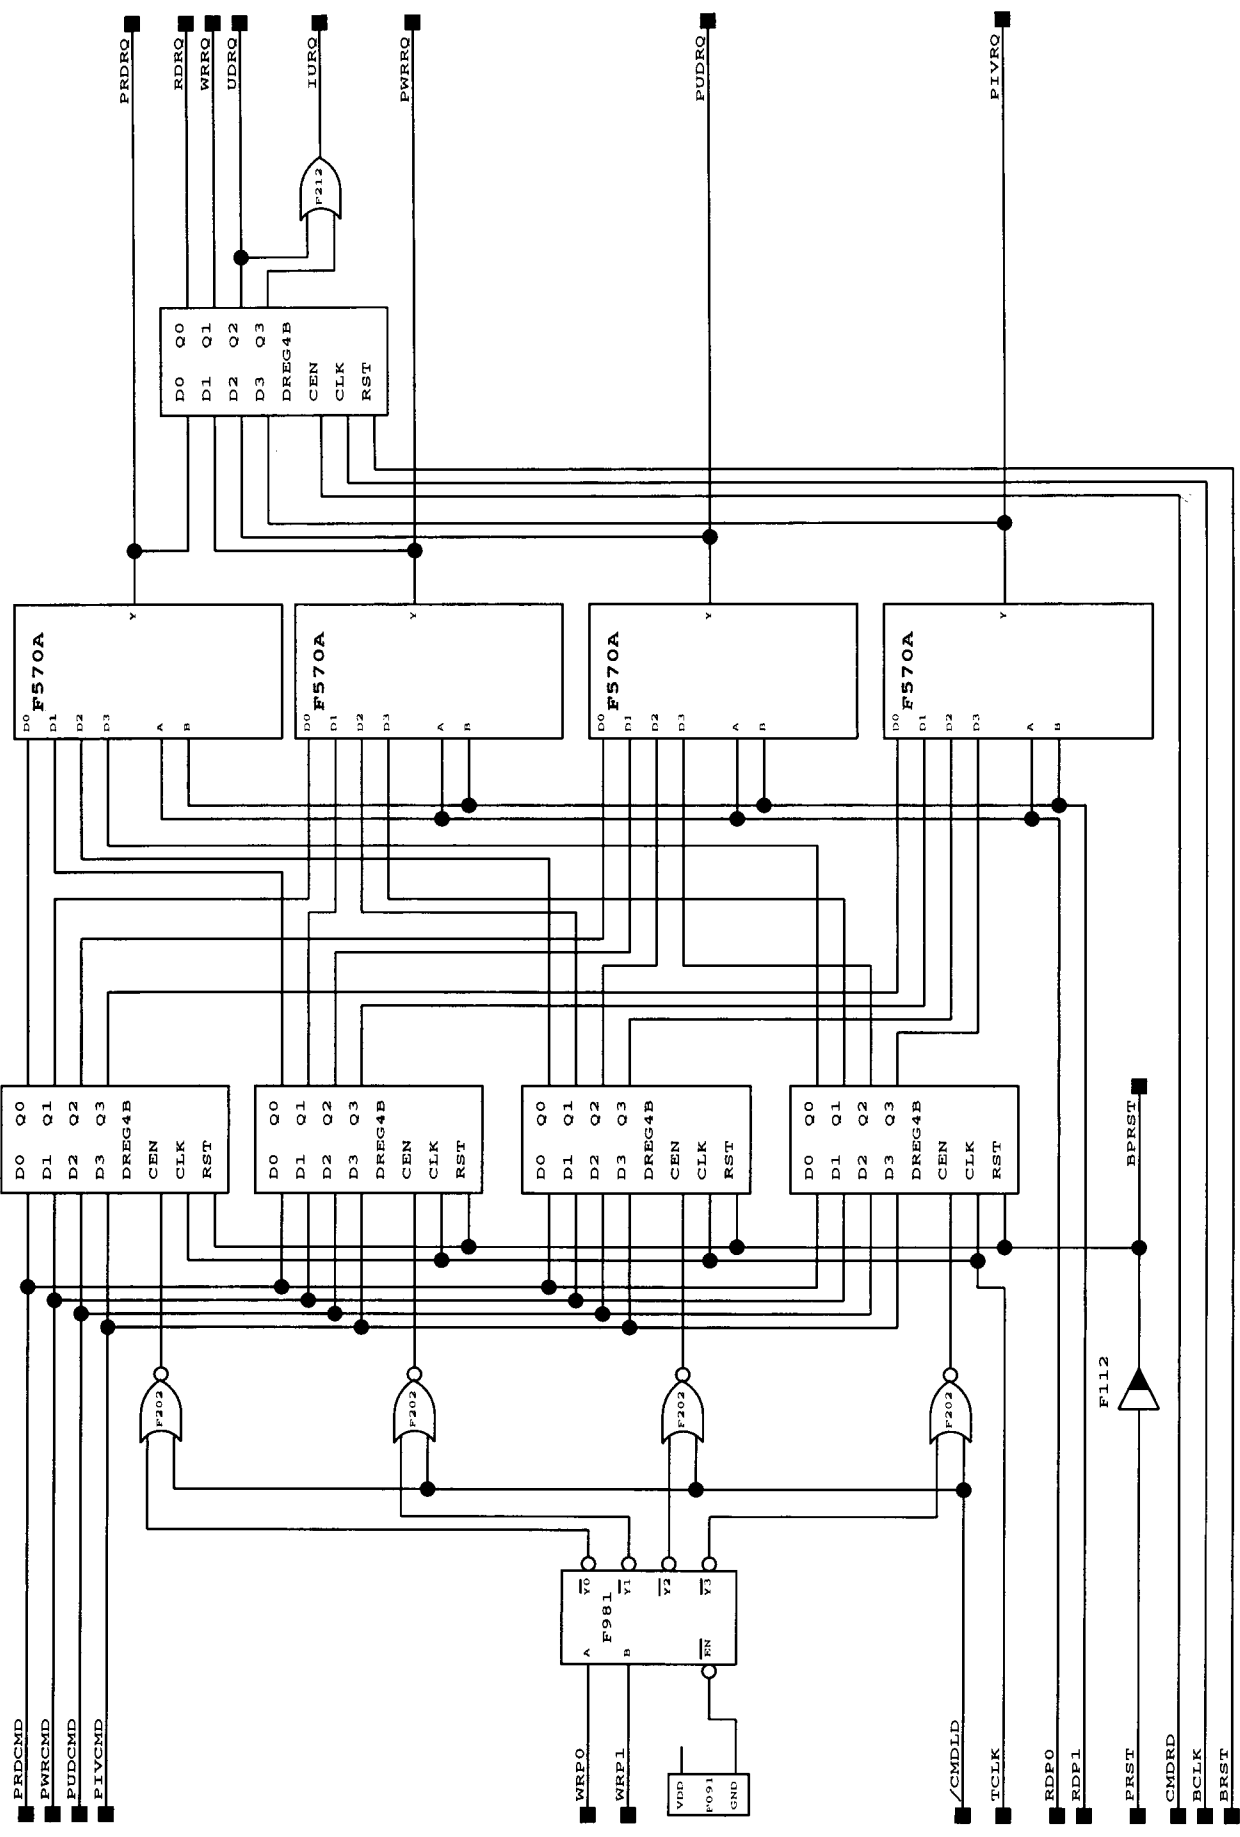 PRDRQ
RDRQ
WRRQ
UDRQ
IURQ
PWRRQ
PUDRQ
PIVRQ
F212
D0 Q0
D1 Q1
D2 Q2
D3 Q3
DREG4B
CEN
CLK
RST
F570A
Y
D0
D1
D2
D3
A
B
F570A
Y
D0
D1
D2
D3
A
B
F570A
Y
D0
D1
D2
D3
A
B
F570A
Y
D0
D1
D2
D3
A
B
D0 Q0
D1 Q1
D2 Q2
D3 Q3
DREG4B
CEN
CLK
RST
D0 Q0
D1 Q1
D2 Q2
D3 Q3
DREG4B
CEN
CLK
RST
D0 Q0
D1 Q1
D2 Q2
D3 Q3
DREG4B
CEN
CLK
RST
D0 Q0
D1 Q1
D2 Q2
D3 Q3
DREG4B
CEN
CLK
RST
BPRST
F112
F202
F202
F202
F202
F981
A
B
Y0
Y1
Y2
Y3
EN
VDD
F091
GND
PRDCMD
PWRCMD
PUDCMD
PIVCMD
WRP0
WRP1
/CMDLD
TCLK
RDP0
RDP1
PRST
CMDRD
BCLK
BRST